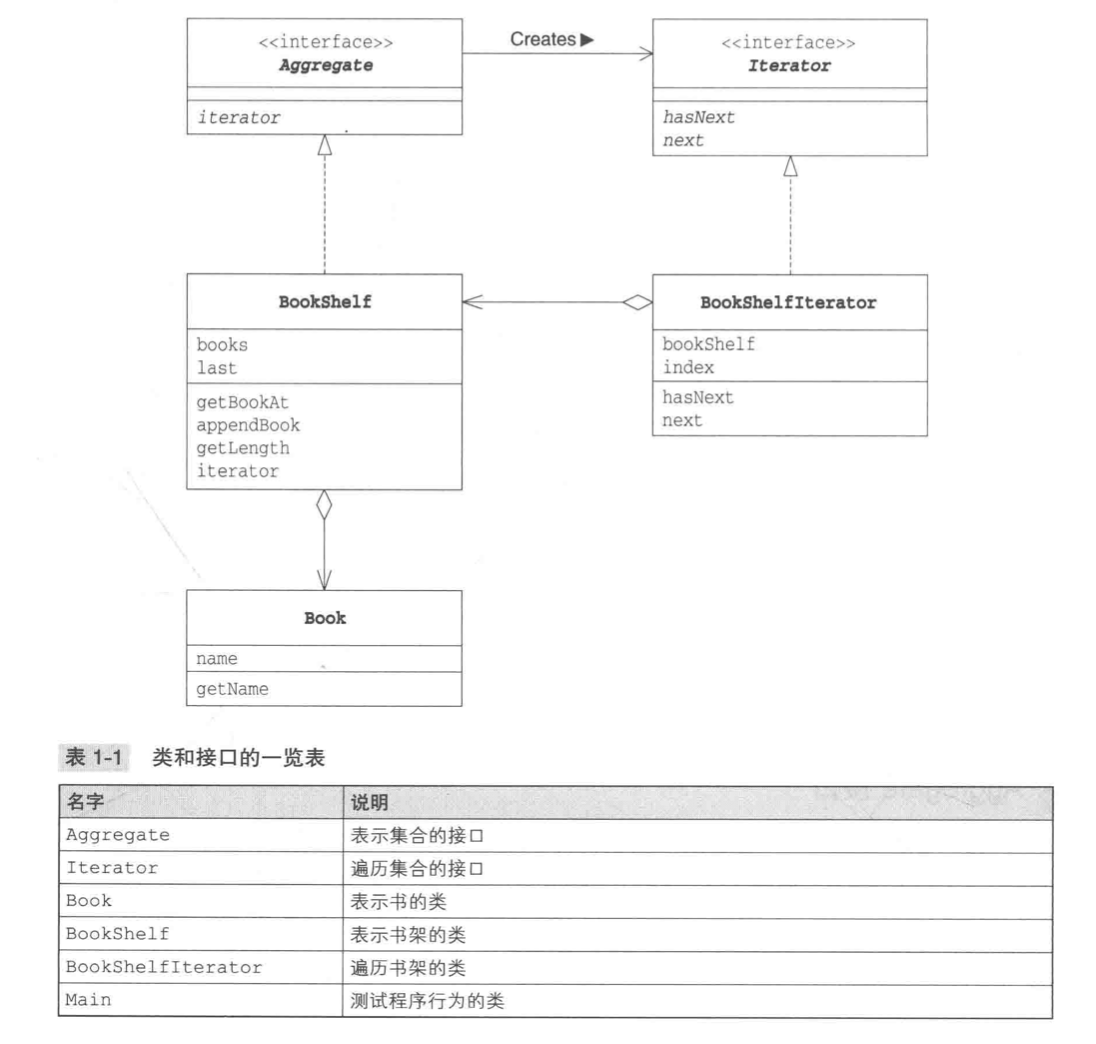 <<interface>>
Aggregate
iterator
Creates▶
<<interface>>
Iterator
hasNext
next
BookShelf
books
last
getBookAt
appendBook
getLength
iterator
BookShelfIterator
bookShelf
index
hasNext
next
Book
name
getName
表 1-1 类和接口的一览表
名字 说明
Aggregate 表示集合的接口
Iterator 遍历集合的接口
Book 表示书的类
BookShelf 表示书架的类
BookShelfIterator 遍历书架的类
Main 测试程序行为的类